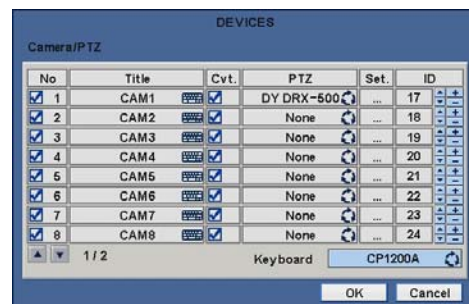 DEVICES
Camera/PTZ
No Title Cvt. PTZ Set. ID
1 CAM1 DY DRX-500 ... 17
2 CAM2 None ... 18
3 CAM3 None ... 19
4 CAM4 None ... 20
5 CAM5 None ... 21
6 CAM6 None ... 22
7 CAM7 None ... 23
8 CAM8 None ... 24
1 / 2 Keyboard CP1200A
OK Cancel